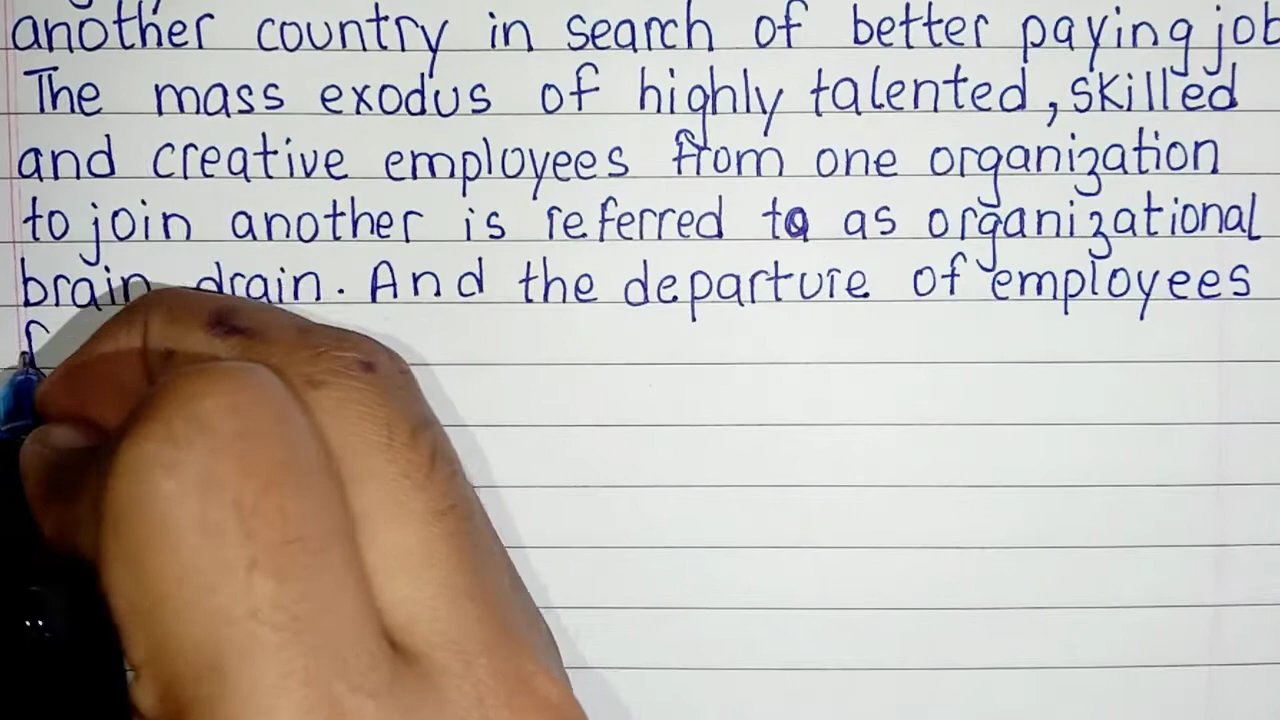 another country in search of better paying job
The mass exodus of highly talented, skilled
and creative employees from one organization
to join another is referred to as organizational
brain drain. And the departure of employees